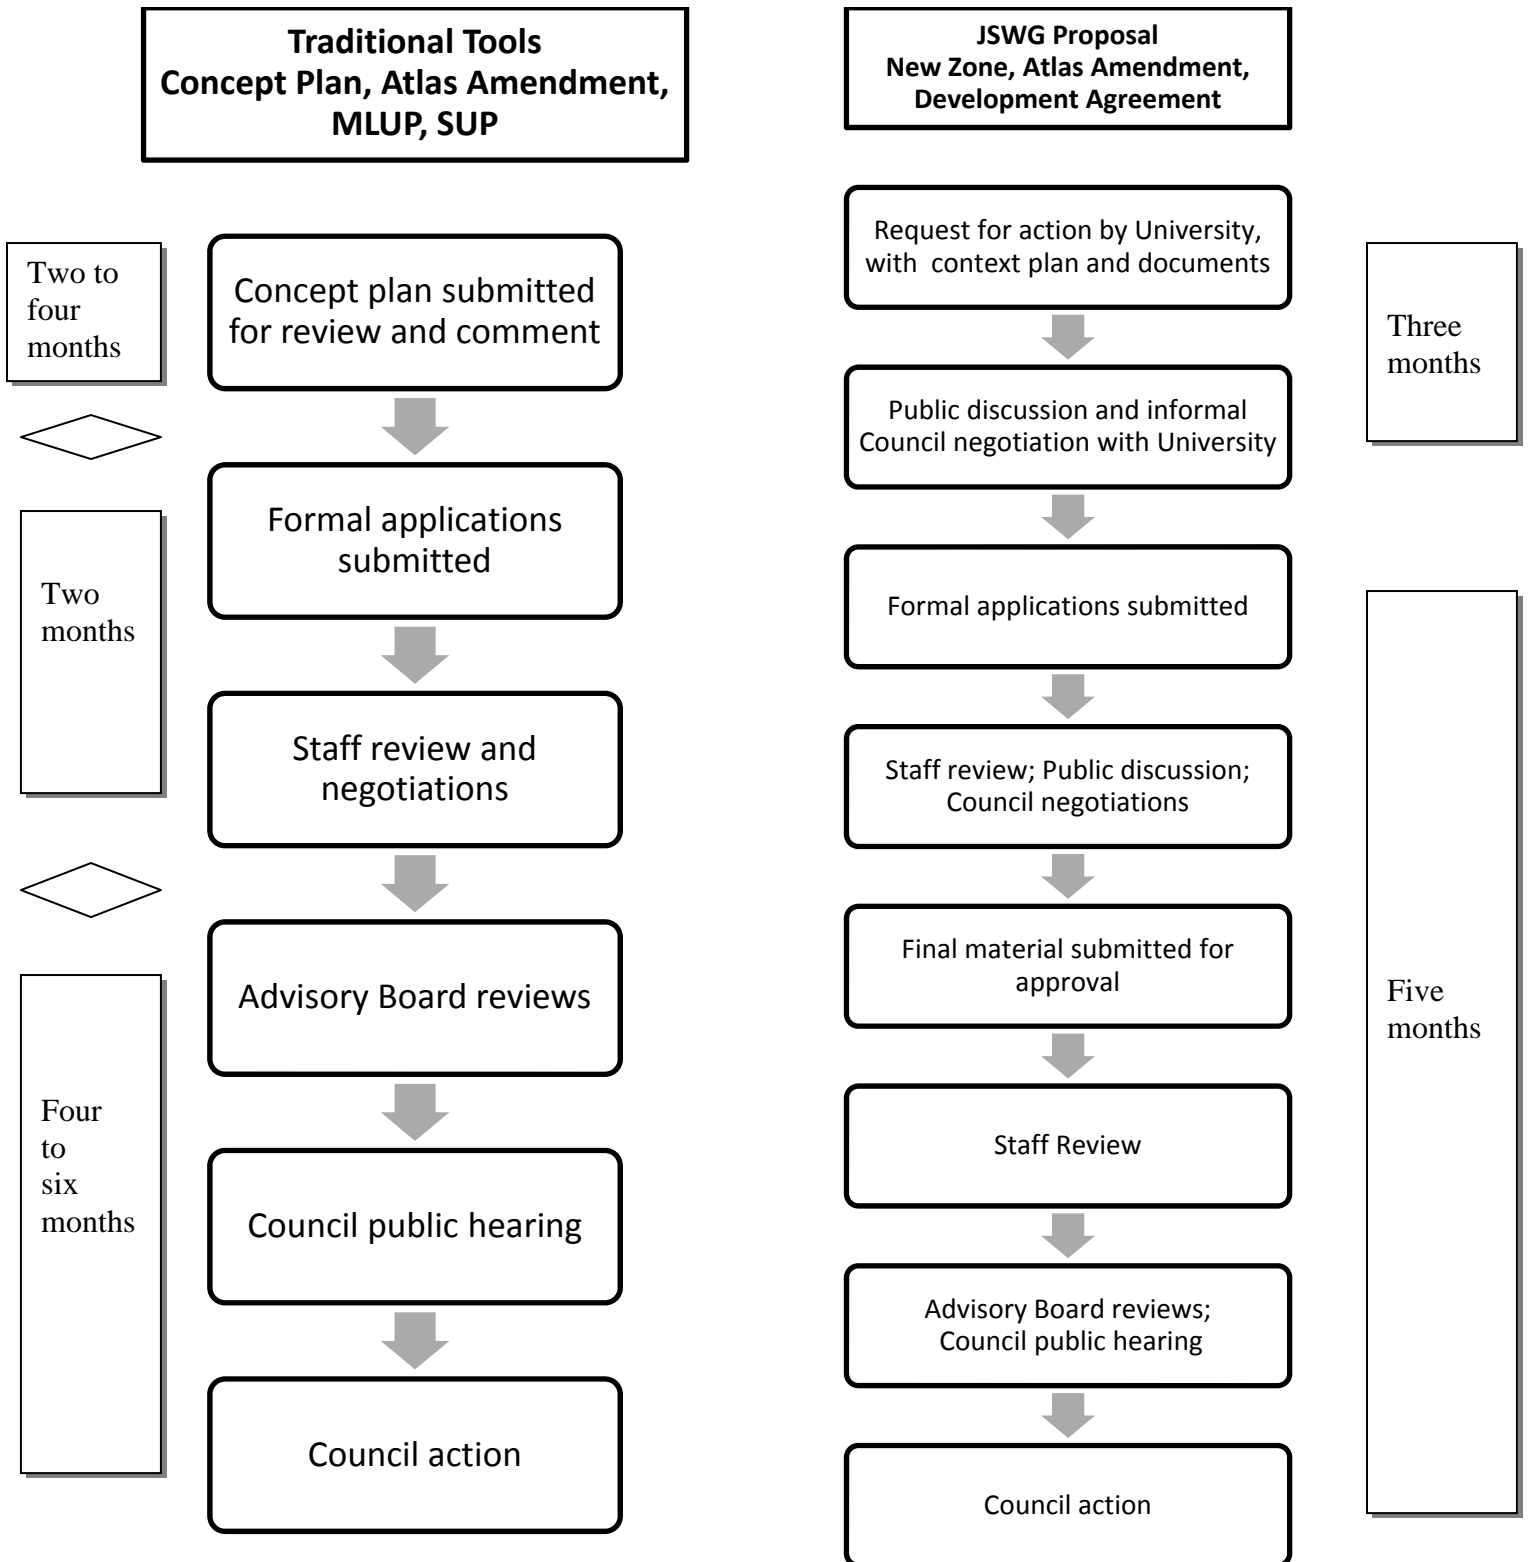 Traditional Tools
Concept Plan, Atlas Amendment,
MLUP, SUP
Two to
four
months
Concept plan submitted
for review and comment
Two
months
Formal applications
submitted
Staff review and
negotiations
Four
to
six
months
Advisory Board reviews
Council public hearing
Council action
JSWG Proposal
New Zone, Atlas Amendment,
Development Agreement
Request for action by University,
with context plan and documents
Three
months
Public discussion and informal
Council negotiation with University
Formal applications submitted
Five
months
Staff review; Public discussion;
Council negotiations
Final material submitted for
approval
Staff Review
Advisory Board reviews;
Council public hearing
Council action